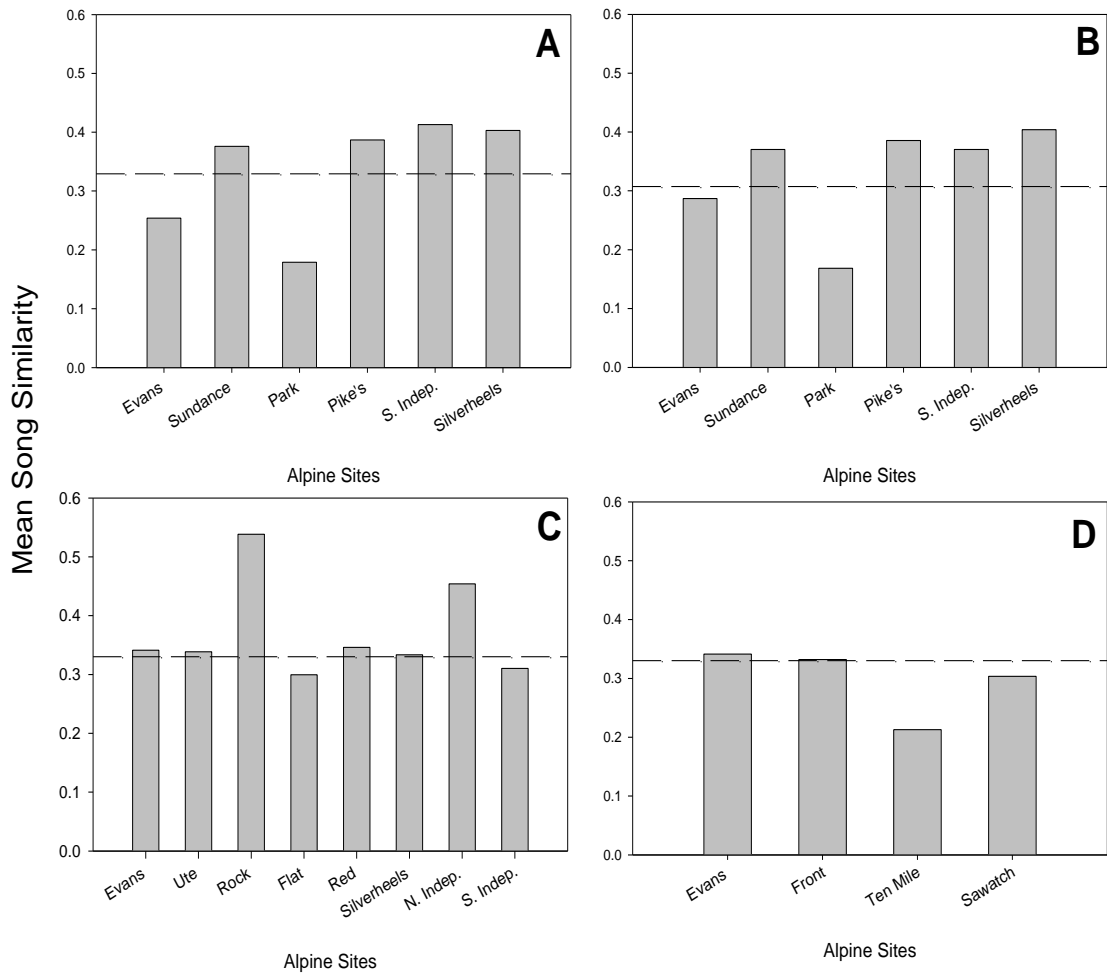 Mean Song Similarity
A
0.6
0.5
0.4
0.3
0.2
0.1
0.0
Evans
Sundance
Park
Pike's
S. Indep.
Silverheels
Alpine Sites
B
0.6
0.5
0.4
0.3
0.2
0.1
0.0
Evans
Sundance
Park
Pike's
S. Indep.
Silverheels
Alpine Sites
C
0.6
0.5
0.4
0.3
0.2
0.1
0.0
Evans
Ute
Rock
Flat
Red
Silverheels
N. Indep.
S. Indep.
Alpine Sites
D
0.6
0.5
0.4
0.3
0.2
0.1
0.0
Evans
Front
Ten Mile
Sawatch
Alpine Sites